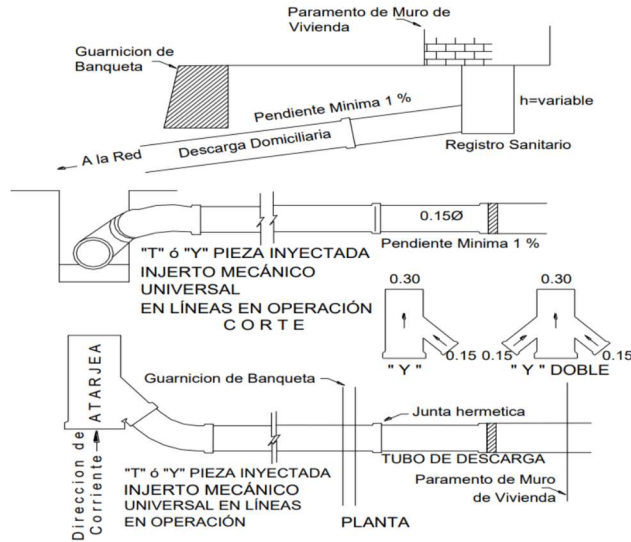 Paramento de Muro de
Vivienda
Guarnicion de
Banqueta
Pendiente Minima 1 %
h=variable
Descarga Domiciliaria
A la Red
Registro Sanitario
0.15Ø
"T" ó "Y" PIEZA INYECTADA
INJERTO MECÁNICO
UNIVERSAL
EN LÍNEAS EN OPERACIÓN
C O R T E
Pendiente Minima 1 %
0.30
0.30
0.15
0.15
0.15
" Y "
" Y" DOBLE
ATARJEA
Direccion de
Corriente
Guarnicion de Banqueta
Junta hermetica
TUBO DE DESCARGA
"T" ó "Y" PIEZA INYECTADA
INJERTO MECÁNICO
UNIVERSAL EN LÍNEAS
EN OPERACIÓN
PLANTA
Paramento de Muro
de Vivienda